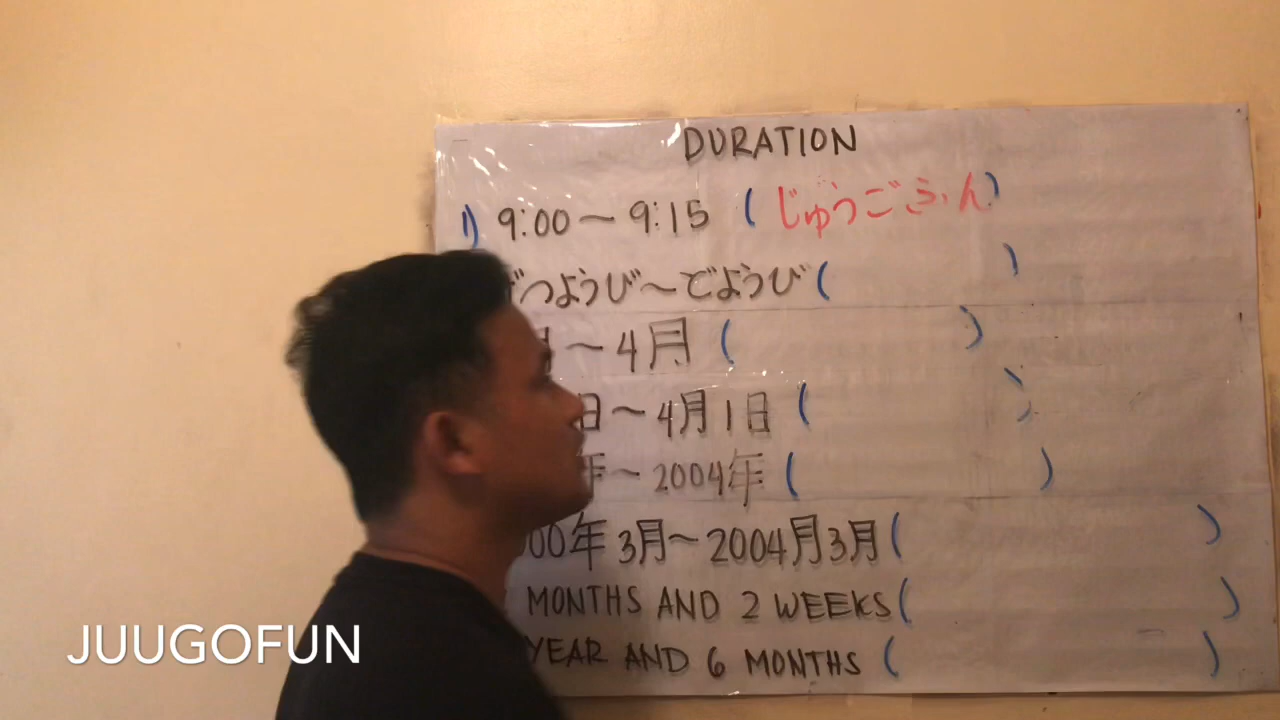 DURATION
1) 9:00 〜 9:15 (じゅうごふん)
げつようび〜どようび( )
月 〜 4月 ( )
日 〜 4月1日 ( )
年 〜 2004年 ( )
00年 3月〜 2004月3月 ( )
MONTHS AND 2 WEEKS ( )
YEAR AND 6 MONTHS ( )
JUUGOFUN